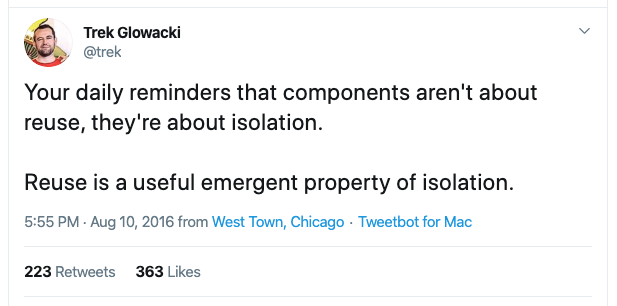 Trek Glowacki
@trek
Your daily reminders that components aren't about
reuse, they're about isolation.
Reuse is a useful emergent property of isolation.
5:55 PM · Aug 10, 2016 from West Town, Chicago · Tweetbot for Mac
223 Retweets 363 Likes